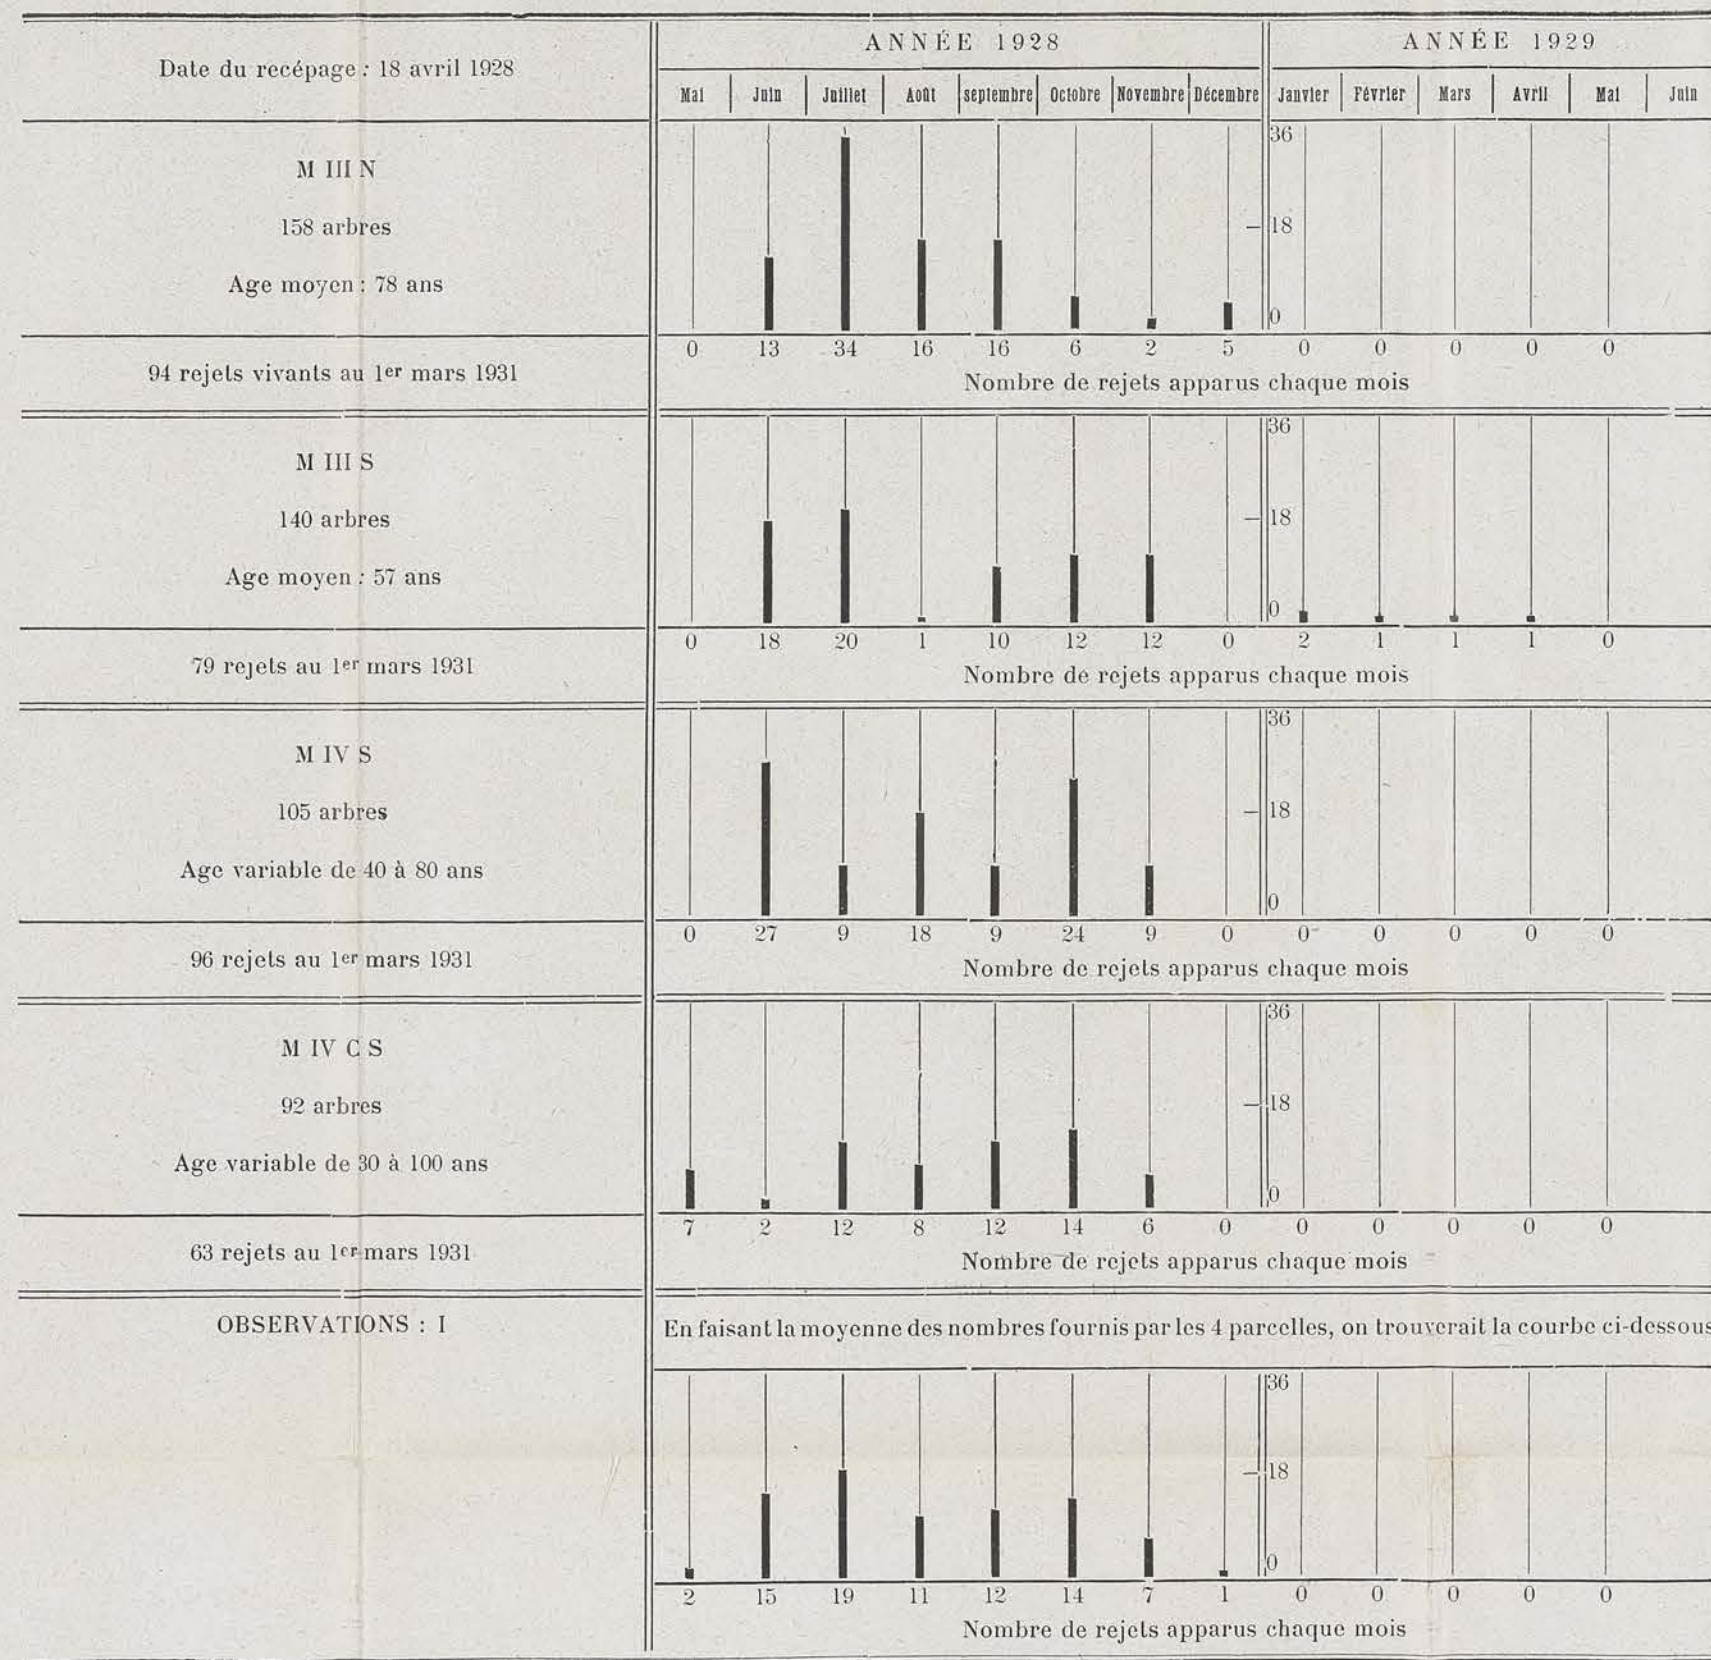 Date du recépage : 18 avril 1928
ANNÉE 1928
ANNÉE 1929
Mai Juin Juillet Août septembre Octobre Novembre Décembre Janvier Février Mars Avril Mai Juin
M III N
158 arbres
Age moyen : 78 ans
36
18
0
0 13 34 16 16 6 2 5 0 0 0 0 0
94 rejets vivants au 1er mars 1931
Nombre de rejets apparus chaque mois
M III S
140 arbres
Age moyen : 57 ans
36
18
0
0 18 20 1 10 12 12 0 2 1 1 1 0
79 rejets au 1er mars 1931
Nombre de rejets apparus chaque mois
M IV S
105 arbres
Age variable de 40 à 80 ans
36
18
0
0 27 9 18 9 24 9 0 0 0 0 0 0
96 rejets au 1er mars 1931
Nombre de rejets apparus chaque mois
M IV C S
92 arbres
Age variable de 30 à 100 ans
36
18
0
7 2 12 8 12 14 6 0 0 0 0 0 0
63 rejets au 1er mars 1931
Nombre de rejets apparus chaque mois
OBSERVATIONS : I
En faisant la moyenne des nombres fournis par les 4 parcelles, on trouverait la courbe ci-dessous
36
18
0
2 15 19 11 12 14 7 1 0 0 0 0 0
Nombre de rejets apparus chaque mois